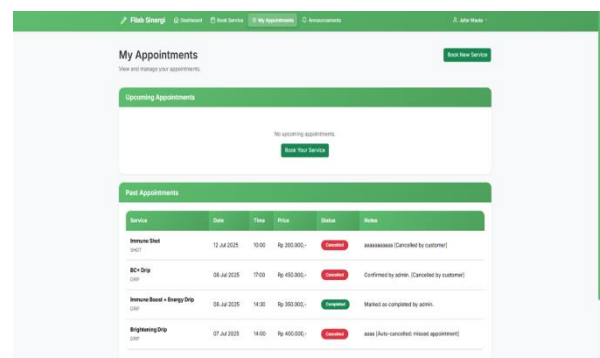 Filab Sinergi Dashboard Book Service My Appointments Announcements Jafar Maula
My Appointments
View and manage your appointments.
Book New Service
Upcoming Appointments
No upcoming appointments.
Book Your Service
Past Appointments
Service Date Time Price Status Notes
Immune Shot
SHOT
12 Jul 2025 10:00 Rp 200.000,- Cancelled aaaaaaaaaaa [Cancelled by customer]
BC+ Drip
DRIP
08 Jul 2025 17:00 Rp 450.000,- Cancelled Confirmed by admin. [Cancelled by customer]
Immune Boost + Energy Drip
DRIP
08 Jul 2025 14:30 Rp 350.000,- Completed Marked as completed by admin.
Brightening Drip
DRIP
07 Jul 2025 14:00 Rp 400.000,- Cancelled aaaa [Auto-cancelled: missed appointment]